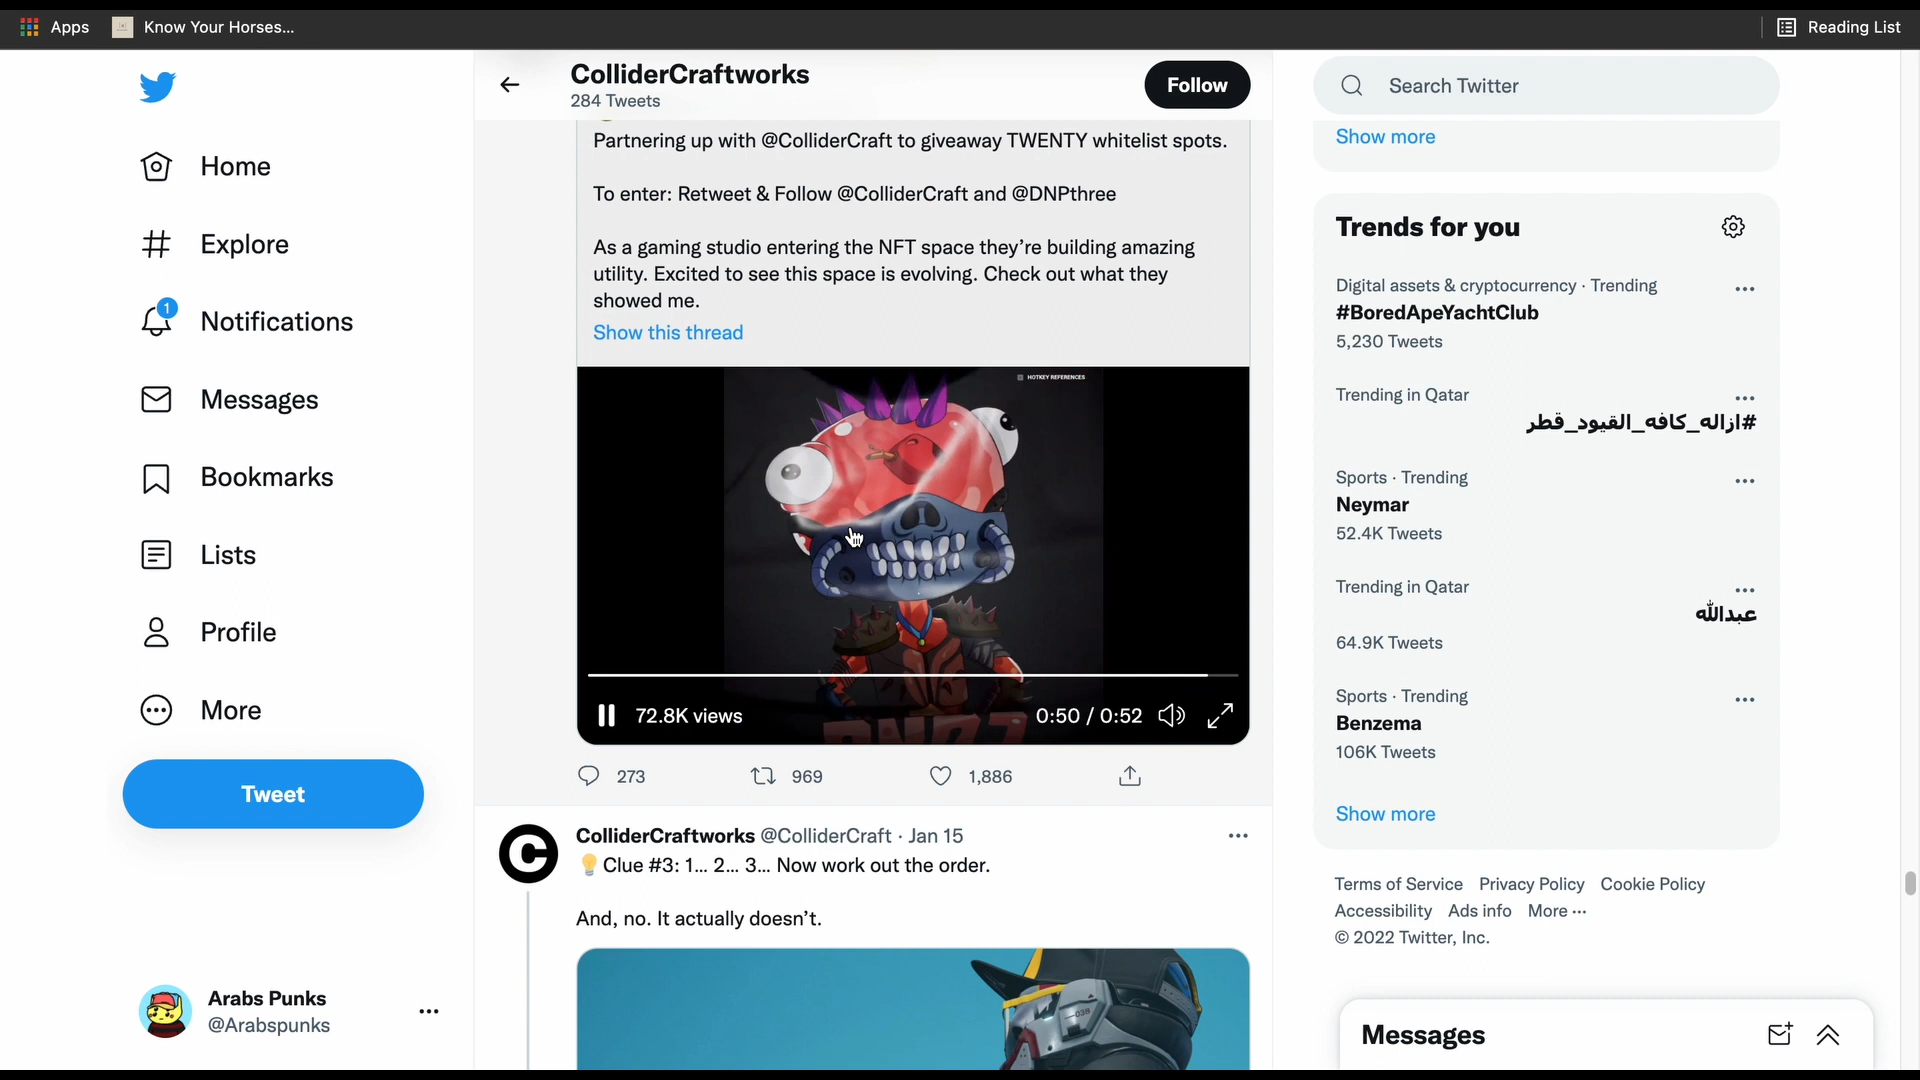 Apps
Know Your Horses...
Reading List
Home
Explore
1
Notifications
Messages
Bookmarks
Lists
Profile
More
Tweet
Arabs Punks
@Arabspunks
ColliderCraftworks
284 Tweets
Follow
Partnering up with @ColliderCraft to giveaway TWENTY whitelist spots.
To enter: Retweet & Follow @ColliderCraft and @DNPthree
As a gaming studio entering the NFT space they're building amazing
utility. Excited to see this space is evolving. Check out what they
showed me.
Show this thread
HOTKEY REFERENCES
72.8K views
0:50 / 0:52
273
969
1,886
C
ColliderCraftworks @ColliderCraft · Jan 15
💡Clue #3: 1... 2... 3... Now work out the order.
And, no. It actually doesn't.
-038
Search Twitter
Show more
Trends for you
Digital assets & cryptocurrency · Trending
#BoredApeYachtClub
5,230 Tweets
Trending in Qatar
#ازاله_كافه_القيود_قطر
Sports · Trending
Neymar
52.4K Tweets
Trending in Qatar
عبدالله
64.9K Tweets
Sports · Trending
Benzema
106K Tweets
Show more
Terms of Service Privacy Policy Cookie Policy
Accessibility Ads info More ···
© 2022 Twitter, Inc.
Messages